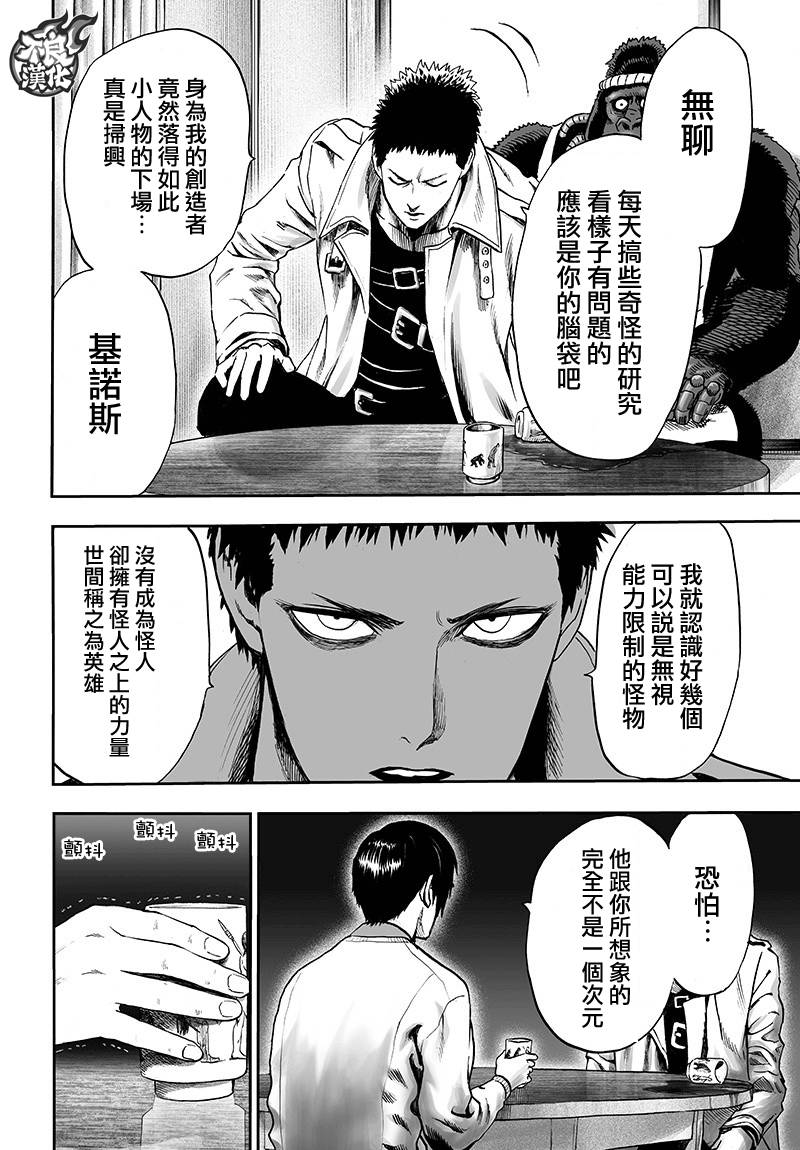 無聊
每天搞些奇怪的研究
看樣子有問題的
應該是你的腦袋吧
身為我的創造者
竟然落得如此
小人物的下場…
真是掃興
基諾斯
我就認識好幾個
可以説是無視
能力限制的怪物
沒有成為怪人
卻擁有怪人之上的力量
世間稱之為英雄
恐怕…
他跟你所想象的
完全不是一個次元
顫抖
顫抖
顫抖
狼
漢化